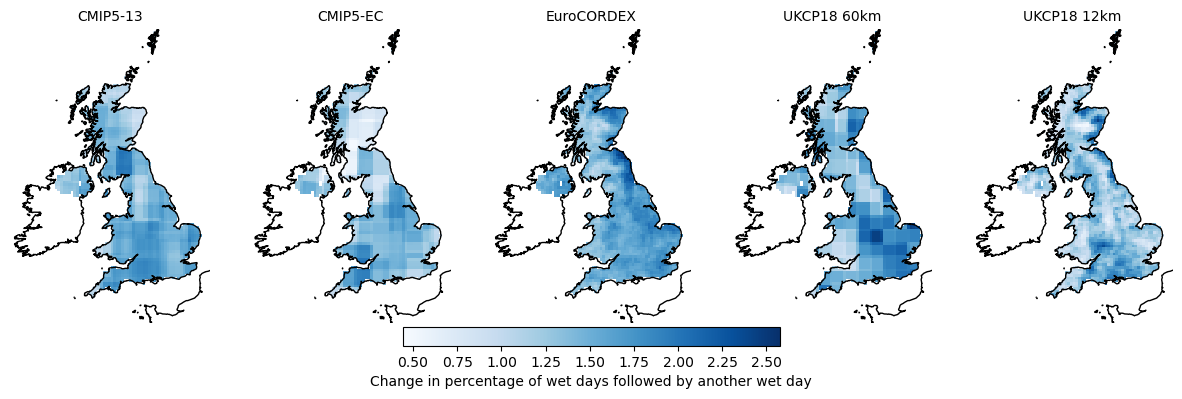 CMIP5-13 CMIP5-EC EuroCORDEX UKCP18 60km UKCP18 12km
0.50 0.75 1.00 1.25 1.50 1.75 2.00 2.25 2.50
Change in percentage of wet days followed by another wet day